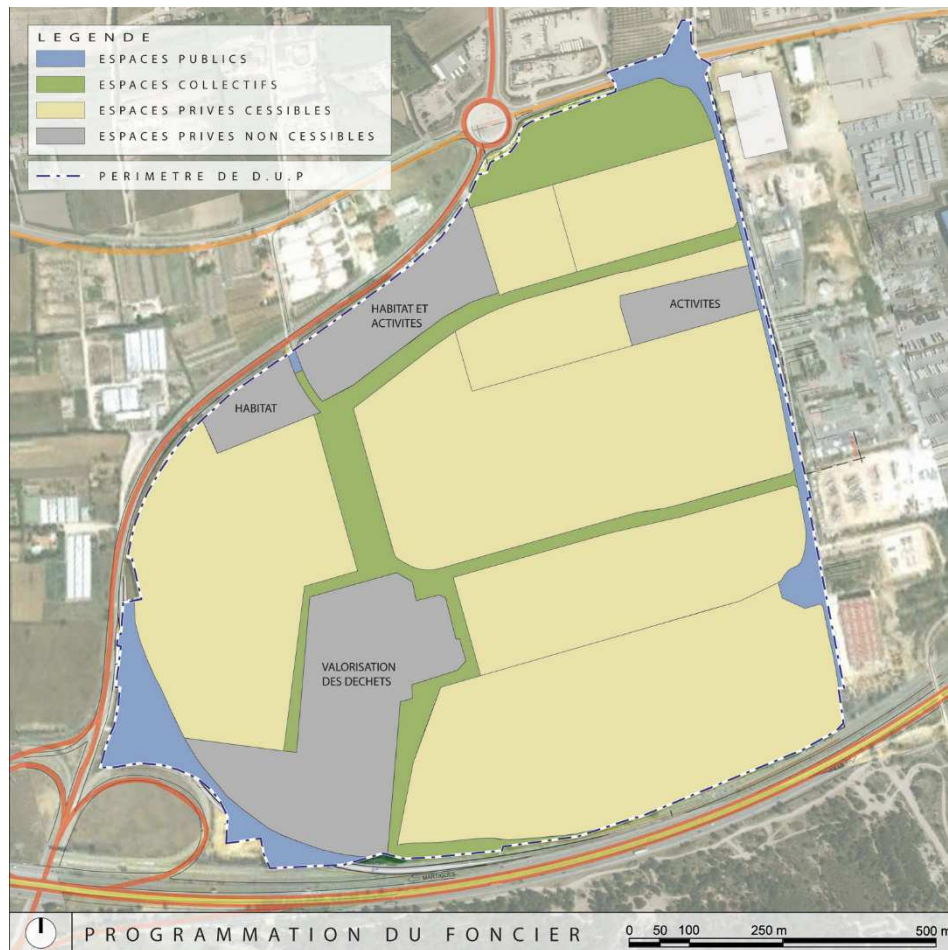 LEGENDE
ESPACES PUBLICS
ESPACES COLLECTIFS
ESPACES PRIVES CESSIBLES
ESPACES PRIVES NON CESSIBLES
PERIMETRE DE D.U.P
HABITAT ET
ACTIVITES
ACTIVITES
HABITAT
VALORISATION
DES DECHETS
MARTIGUES
PROGRAMMATION DU FONCIER
0 50 100 250 m 500 m